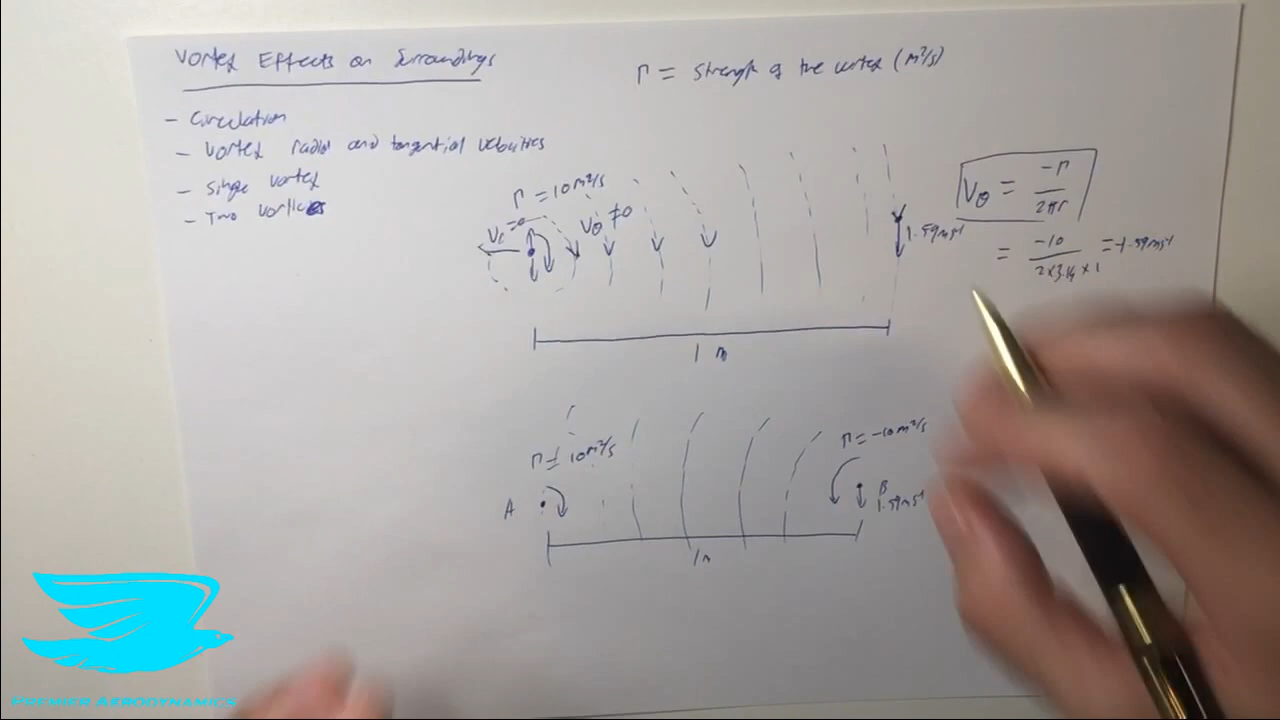 Vortex Effects on Surroundings
Γ = Strength of the vortex (m²/s)
- Circulation
- Vortex radial and tangential velocities
- Single vortex
- Two vortices
Γ = 10 m²/s
Vr = 0
Vθ ≠ 0
1.59ms⁻¹
Vθ = -Γ / 2πr
= -10 / 2×3.14×1 = -1.59ms⁻¹
1 m
Γ = 10m²/s
Γ = -10m²/s
A
B
1.59ms⁻¹
1m
PREMIER AERODYNAMICS